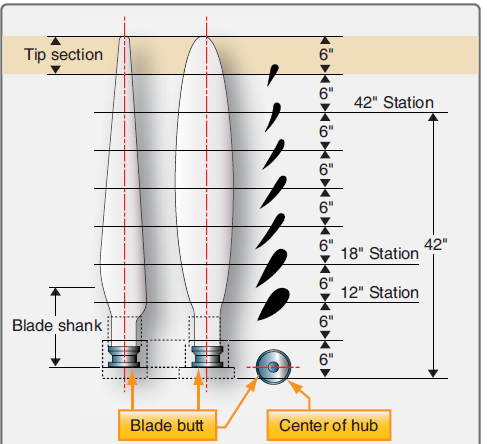 Tip section
6"
6"
42" Station
6"
6"
6"
6"
42"
18" Station
6"
12" Station
6"
Blade shank
6"
Blade butt
Center of hub